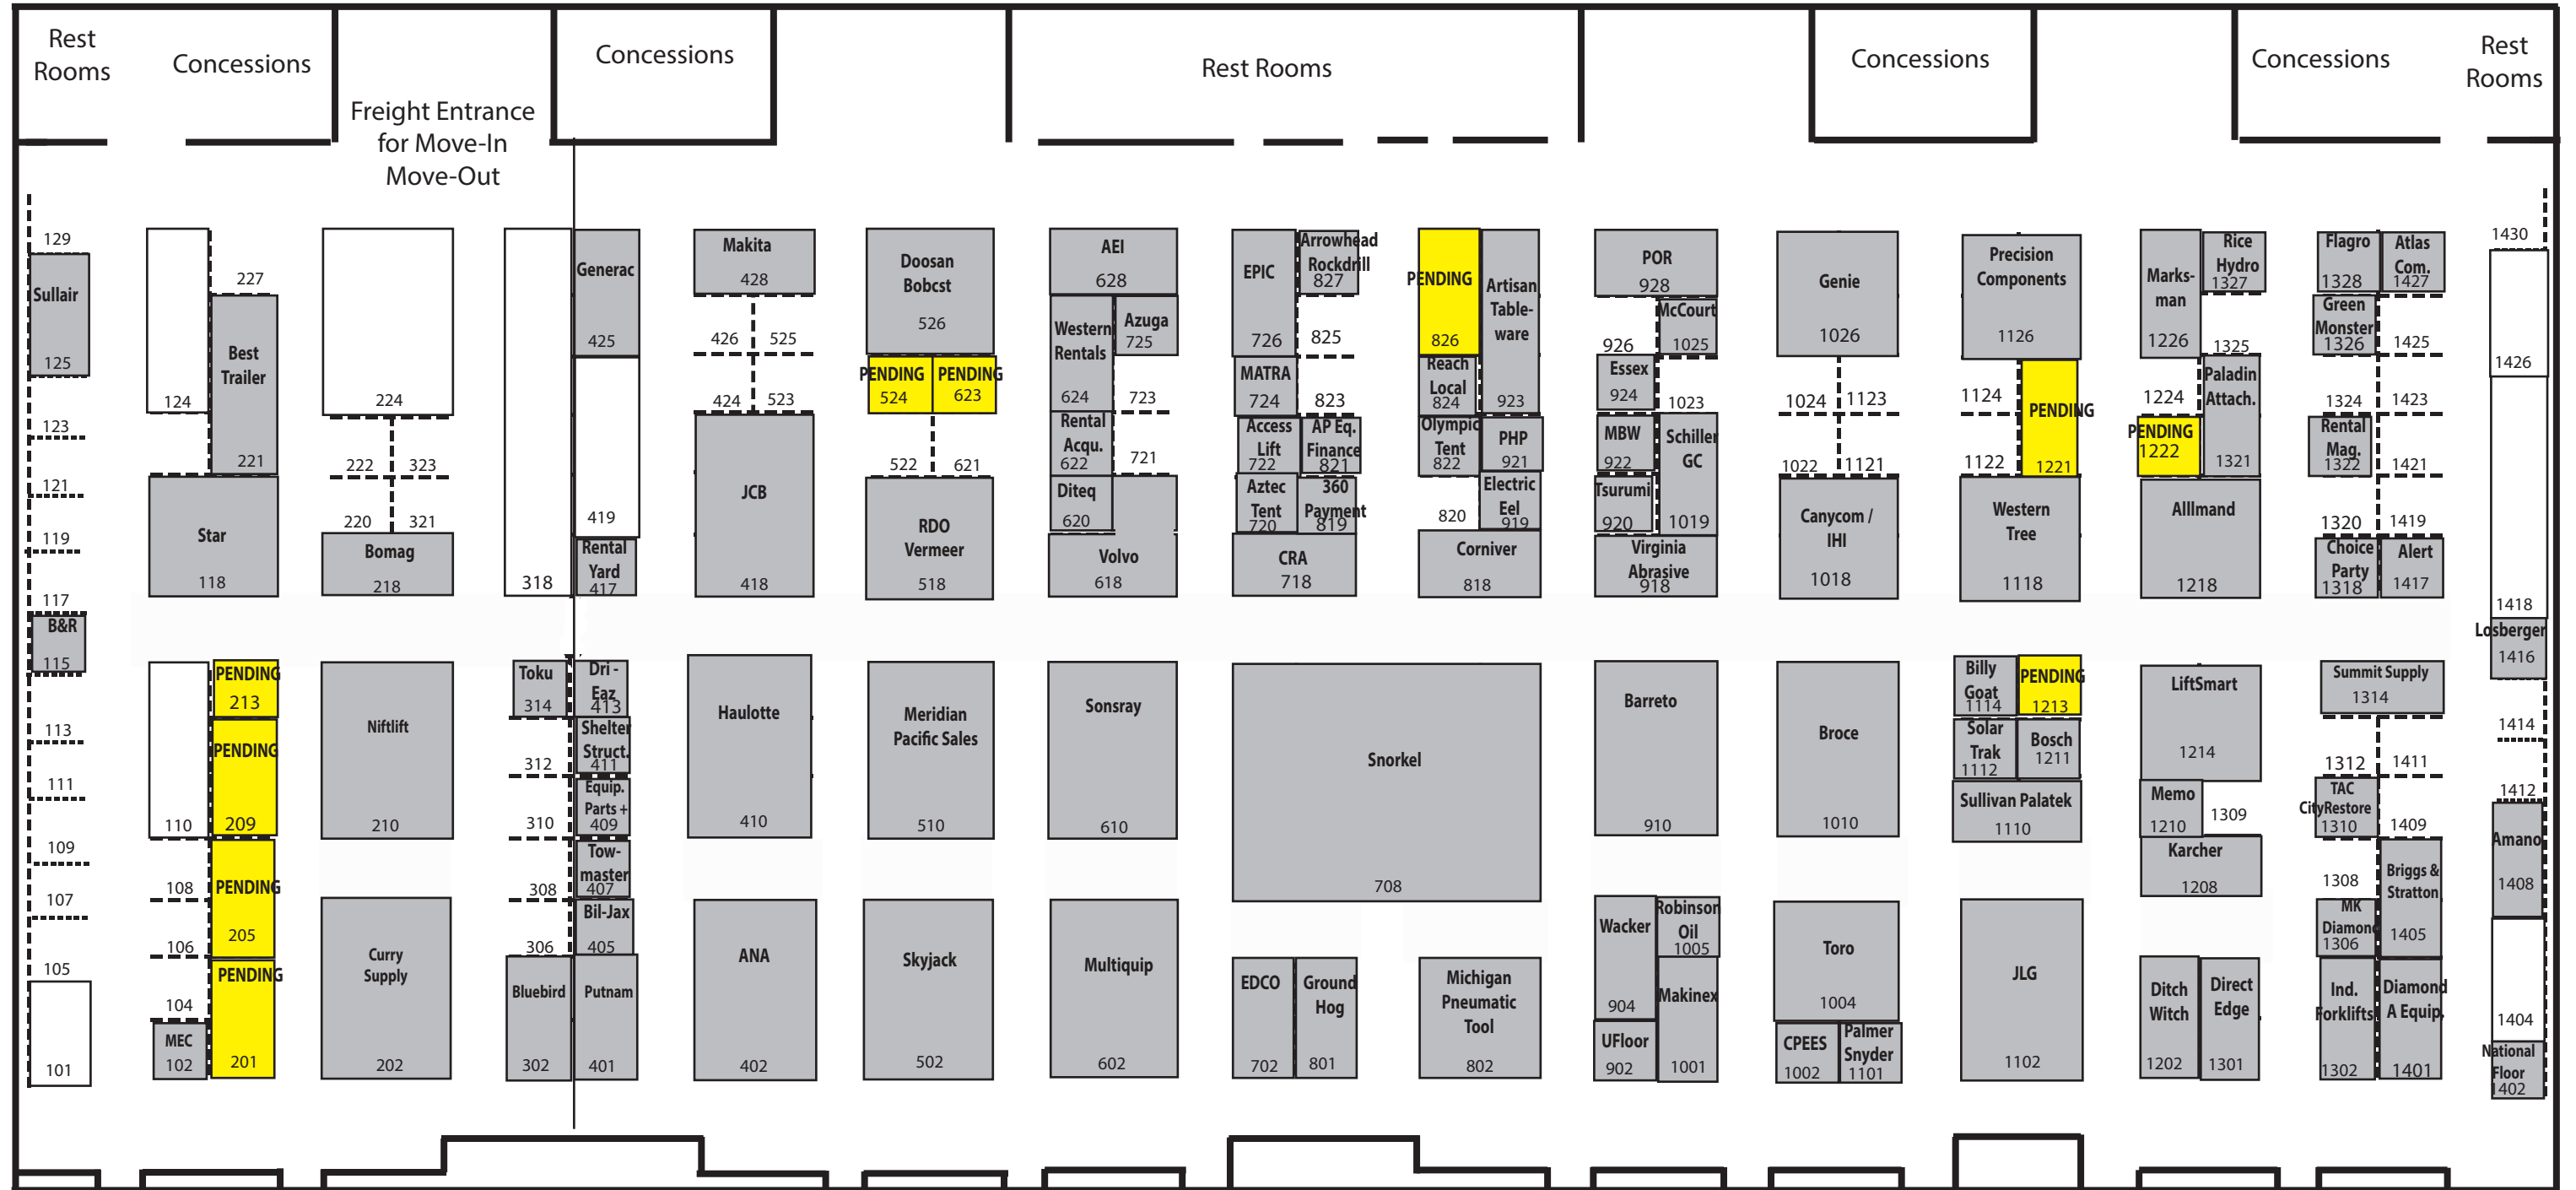 Rest
Rooms
Concessions
Freight Entrance
for Move-In
Move-Out
Concessions
Rest Rooms
Concessions
Concessions
Rest
Rooms
129
Sullair
125
123
121
119
117
B&R
115
113
111
109
107
105
101
124
227
Best
Trailer
221
Star
118
PENDING
213
PENDING
209
110
108
PENDING
205
106
104
PENDING
201
MEC
102
224
222
323
220
321
Bomag
218
Niftlift
210
Curry
Supply
202
318
Generac
425
419
Rental
Yard
417
Toku
314
Dri -
Eaz
413
Shelter
Struct.
411
312
Equip.
Parts +
409
310
Tow-
master
407
308
Bil-Jax
405
306
Bluebird
302
Putnam
401
Makita
428
426
525
424
523
JCB
418
Haulotte
410
ANA
402
Doosan
Bobcst
526
PENDING
524
PENDING
623
522
621
RDO
Vermeer
518
Meridian
Pacific Sales
510
Skyjack
502
AEI
628
Western
Rentals
624
Azuga
725
723
Rental
Acqu.
622
721
Diteq
620
Volvo
618
Sonsray
610
Multiquip
602
EPIC
726
Arrowhead
Rockdrill
827
825
MATRA
724
823
Access
Lift
722
AP Eq.
Finance
821
Aztec
Tent
720
360
Payment
819
CRA
718
Snorkel
708
EDCO
702
Ground
Hog
801
PENDING
826
Artisan
Table-
ware
923
Reach
Local
824
Olympic
Tent
822
PHP
921
Electric
Eel
919
820
Corniver
818
Michigan
Pneumatic
Tool
802
POR
928
McCourt
1025
926
Essex
924
1023
MBW
922
Schiller
GC
1019
Tsurumi
920
Virginia
Abrasive
918
Barreto
910
Wacker
904
Robinson
Oil
1005
Makinex
1001
UFloor
902
Genie
1026
1024
1123
1022
1121
Canycom /
IHI
1018
Broce
1010
Toro
1004
CPEES
1002
Palmer
Snyder
1101
Precision
Components
1126
1124
PENDING
1221
1122
Western
Tree
1118
Billy
Goat
1114
PENDING
1213
Solar
Trak
1112
Bosch
1211
Sullivan Palatek
1110
JLG
1102
Marks-
man
1226
Rice
Hydro
1327
1325
Paladin
Attach.
1321
1224
PENDING
1222
Alllmand
1218
LiftSmart
1214
Memo
1210
1309
Karcher
1208
Ditch
Witch
1202
Direct
Edge
1301
Flagro
1328
Atlas
Com.
1427
Green
Monster
1326
1425
1324
1423
Rental
Mag.
1322
1421
1320
1419
Choice
Party
1318
Alert
1417
Summit Supply
1314
1312
1411
TAC
CityRestore
1310
1409
1308
Briggs &
Stratton
1405
MK
Diamond
1306
Ind.
Forklifts
1302
Diamond
A Equip.
1401
1430
1426
1418
Losberger
1416
1414
1412
Amano
1408
1404
National
Floor
1402